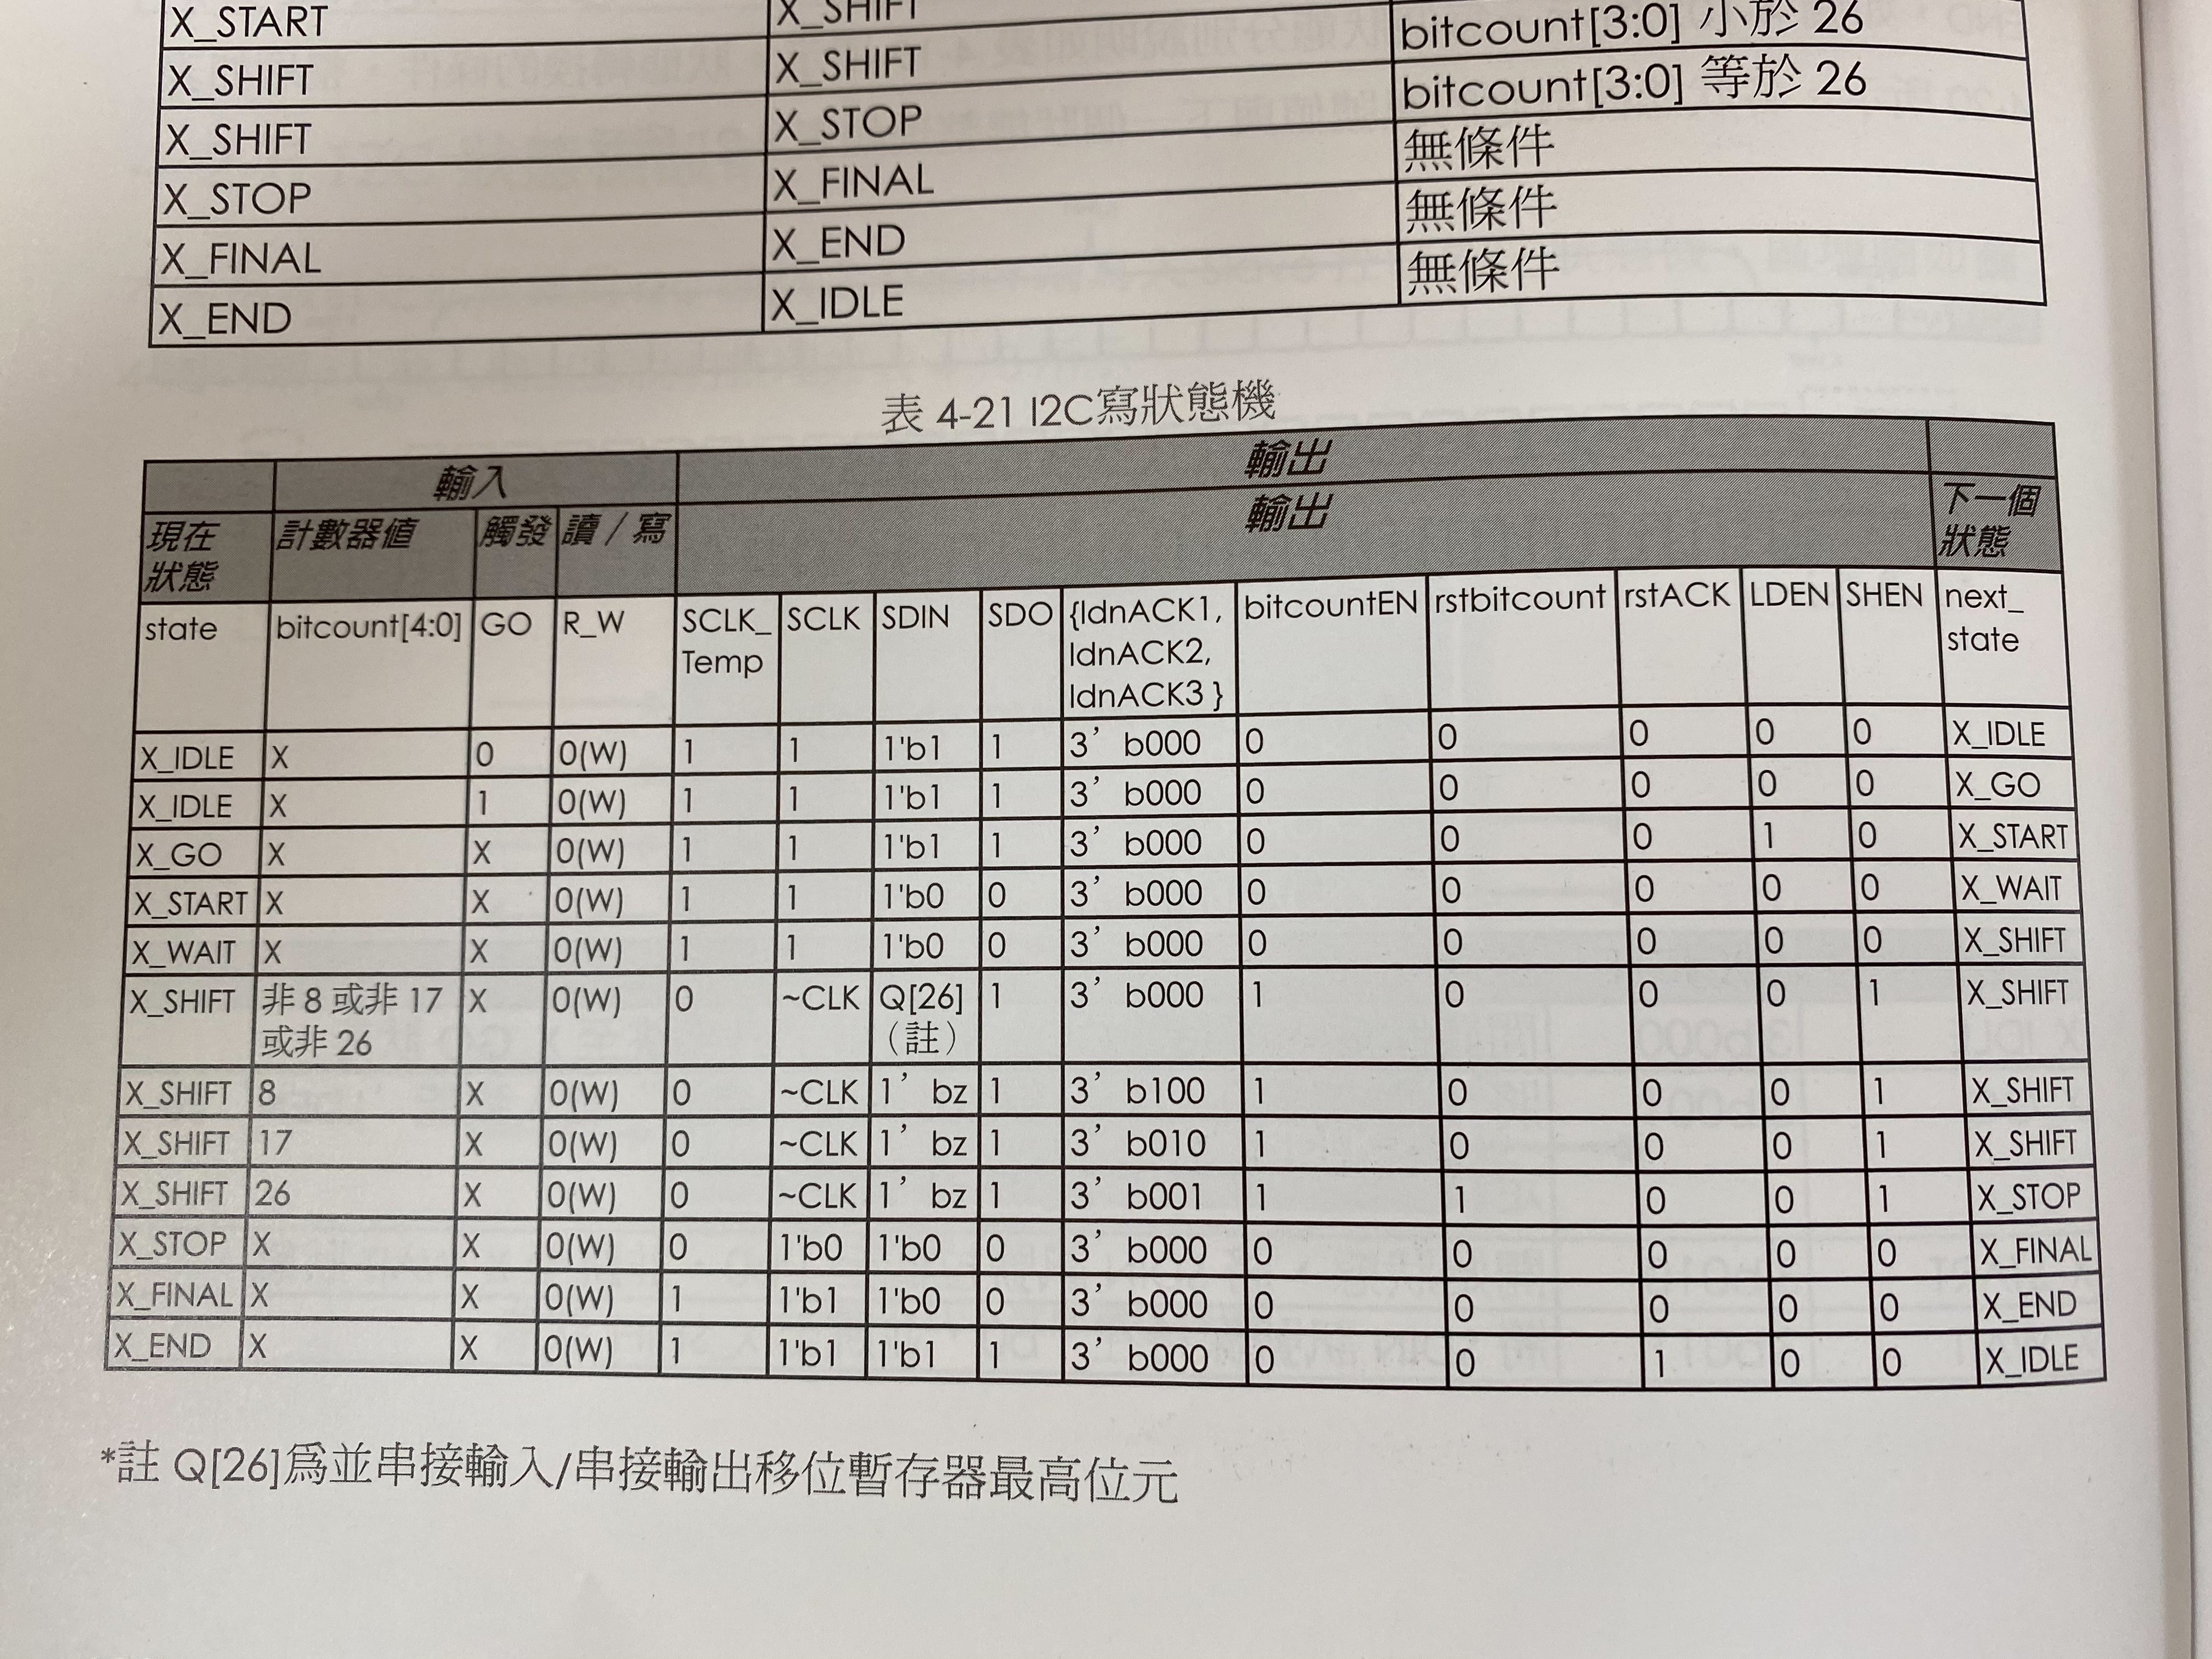 X_START X_SHIFT bitcount[3:0] 小於 26
X_SHIFT X_SHIFT bitcount[3:0] 等於 26
X_SHIFT X_STOP 無條件
X_STOP X_FINAL 無條件
X_FINAL X_END 無條件
X_END X_IDLE
表 4-21 I2C寫狀態機
輸入 輸出
現在狀態 計數器值 觸發 讀/寫 輸出 下一個狀態
state bitcount[4:0] GO R_W SCLK_Temp SCLK SDIN SDO {ldnACK1, ldnACK2, ldnACK3 } bitcountEN rstbitcount rstACK LDEN SHEN next_state
X_IDLE X 0 0(W) 1 1 1'b1 1 3’ b000 0 0 0 0 0 X_IDLE
X_IDLE X 1 0(W) 1 1 1'b1 1 3’ b000 0 0 0 0 0 X_GO
X_GO X X 0(W) 1 1 1'b1 1 3’ b000 0 0 0 1 0 X_START
X_START X X 0(W) 1 1 1'b0 0 3’ b000 0 0 0 0 0 X_WAIT
X_WAIT X X 0(W) 1 1 1'b0 0 3’ b000 0 0 0 0 0 X_SHIFT
X_SHIFT 非 8 或非 17 或非 26 X 0(W) 0 ~CLK Q[26] (註) 1 3’ b000 1 0 0 0 1 X_SHIFT
X_SHIFT 8 X 0(W) 0 ~CLK 1’ bz 1 3’ b100 1 0 0 0 1 X_SHIFT
X_SHIFT 17 X 0(W) 0 ~CLK 1’ bz 1 3’ b010 1 0 0 0 1 X_SHIFT
X_SHIFT 26 X 0(W) 0 ~CLK 1’ bz 1 3’ b001 1 1 0 0 1 X_STOP
X_STOP X X 0(W) 0 1'b0 1'b0 0 3’ b000 0 0 0 0 0 X_FINAL
X_FINAL X X 0(W) 1 1'b1 1'b0 0 3’ b000 0 0 0 0 0 X_END
X_END X X 0(W) 1 1'b1 1'b1 1 3’ b000 0 0 1 0 0 X_IDLE
*註 Q[26]爲並串接輸入/串接輸出移位暫存器最高位元